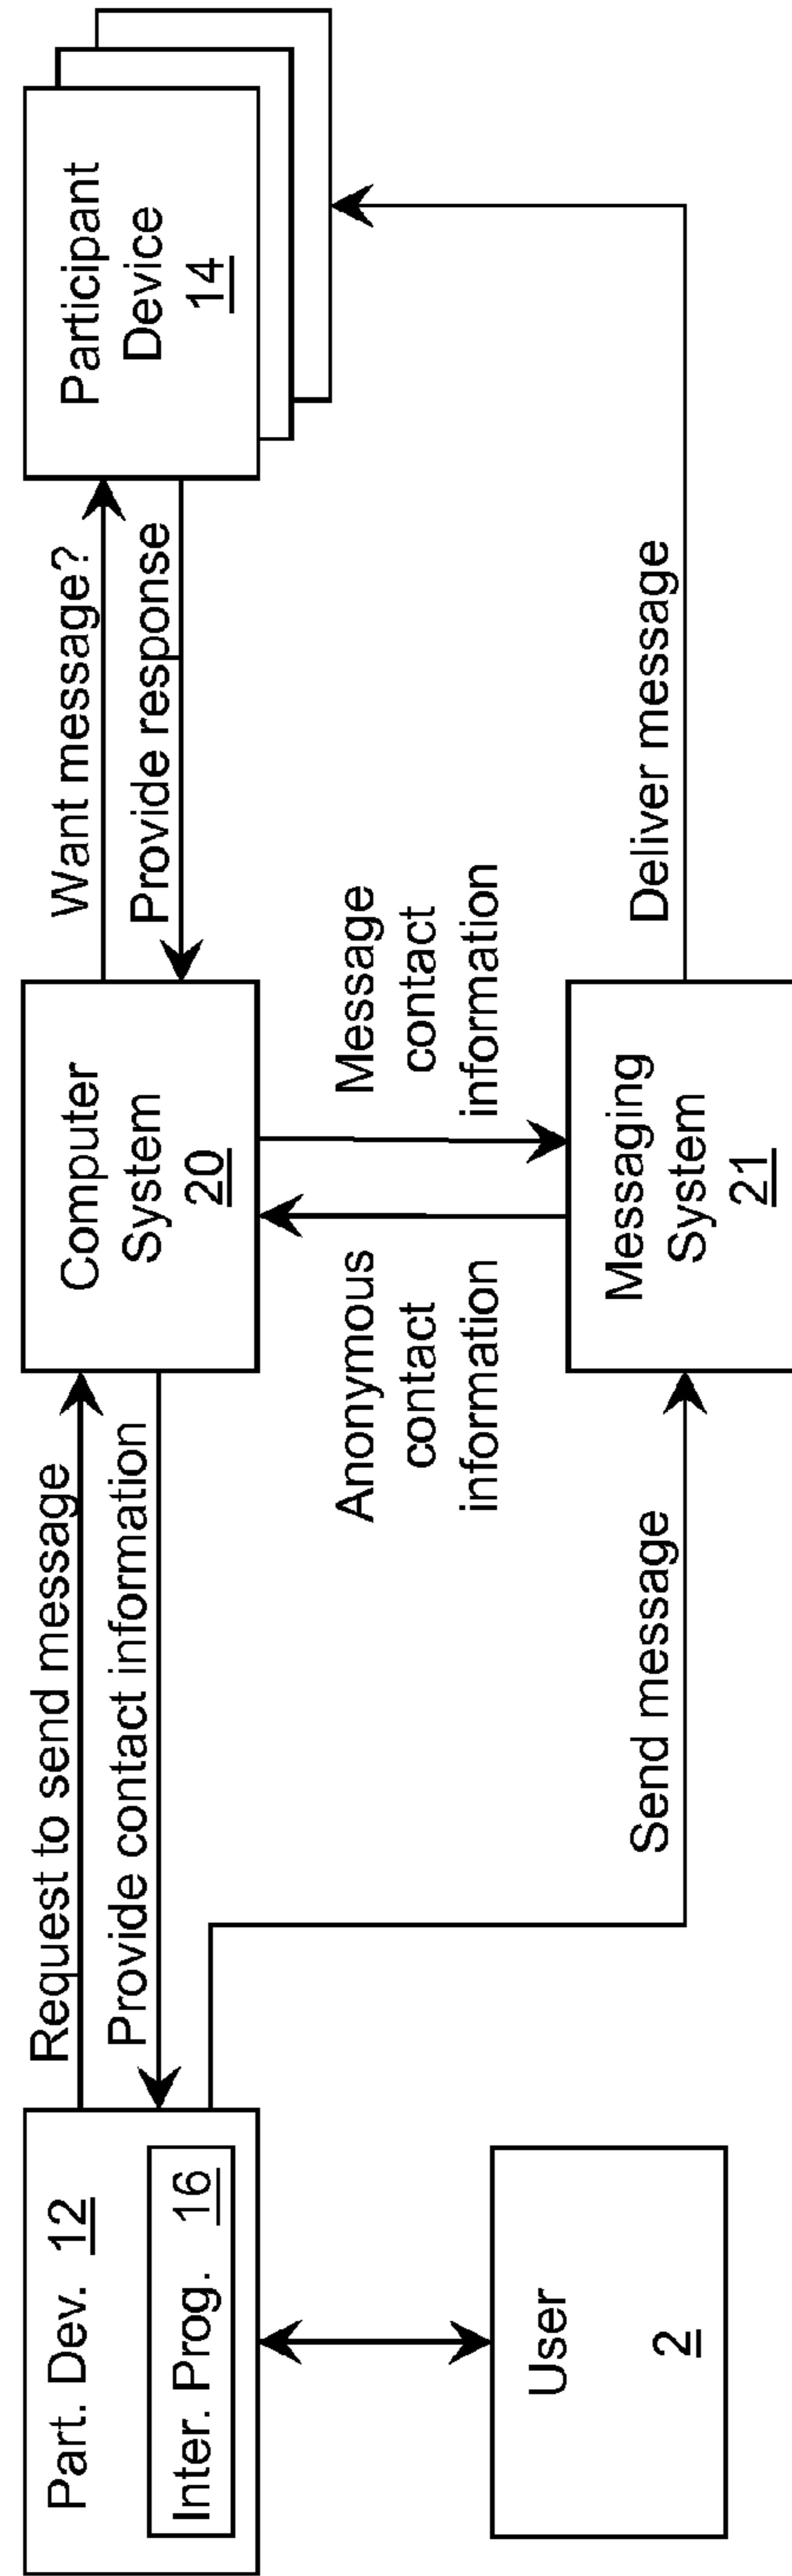 Part. Dev. 12
Inter. Prog. 16
User
2
Request to send message
Provide contact information
Send message
Computer
System
20
Anonymous
contact
information
Message
contact
information
Messaging
System
21
Want message?
Provide response
Deliver message
Participant
Device
14